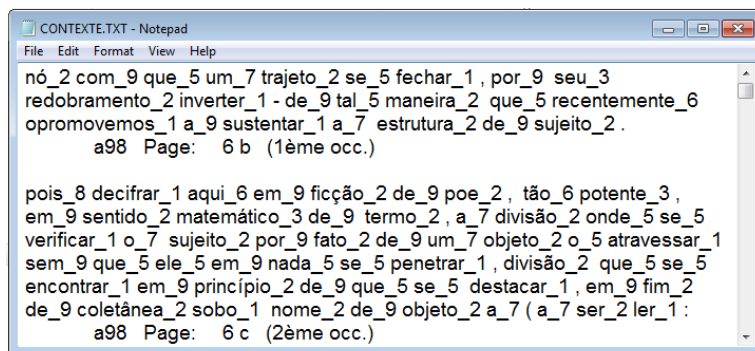 CONTEXTE.TXT - Notepad
File Edit Format View Help
nó_2 com_9 que_5 um_7 trajeto_2 se_5 fechar_1 , por_9 seu_3
redobramento_2 inverter_1 - de_9 tal_5 maneira_2 que_5 recentemente_6
opromovemos_1 a_9 sustentar_1 a_7 estrutura_2 de_9 sujeito_2 .
a98 Page: 6 b (1ème occ.)
pois_8 decifrar_1 aqui_6 em_9 ficção_2 de_9 poe_2 , tão_6 potente_3 ,
em_9 sentido_2 matemático_3 de_9 termo_2 , a_7 divisão_2 onde_5 se_5
verificar_1 o_7 sujeito_2 por_9 fato_2 de_9 um_7 objeto_2 o_5 atravessar_1
sem_9 que_5 ele_5 em_9 nada_5 se_5 penetrar_1 , divisão_2 que_5 se_5
encontrar_1 em_9 princípio_2 de_9 que_5 se_5 destacar_1 , em_9 fim_2
de_9 coletânea_2 sobo_1 nome_2 de_9 objeto_2 a_7 ( a_7 ser_2 ler_1 :
a98 Page: 6 c (2ème occ.)